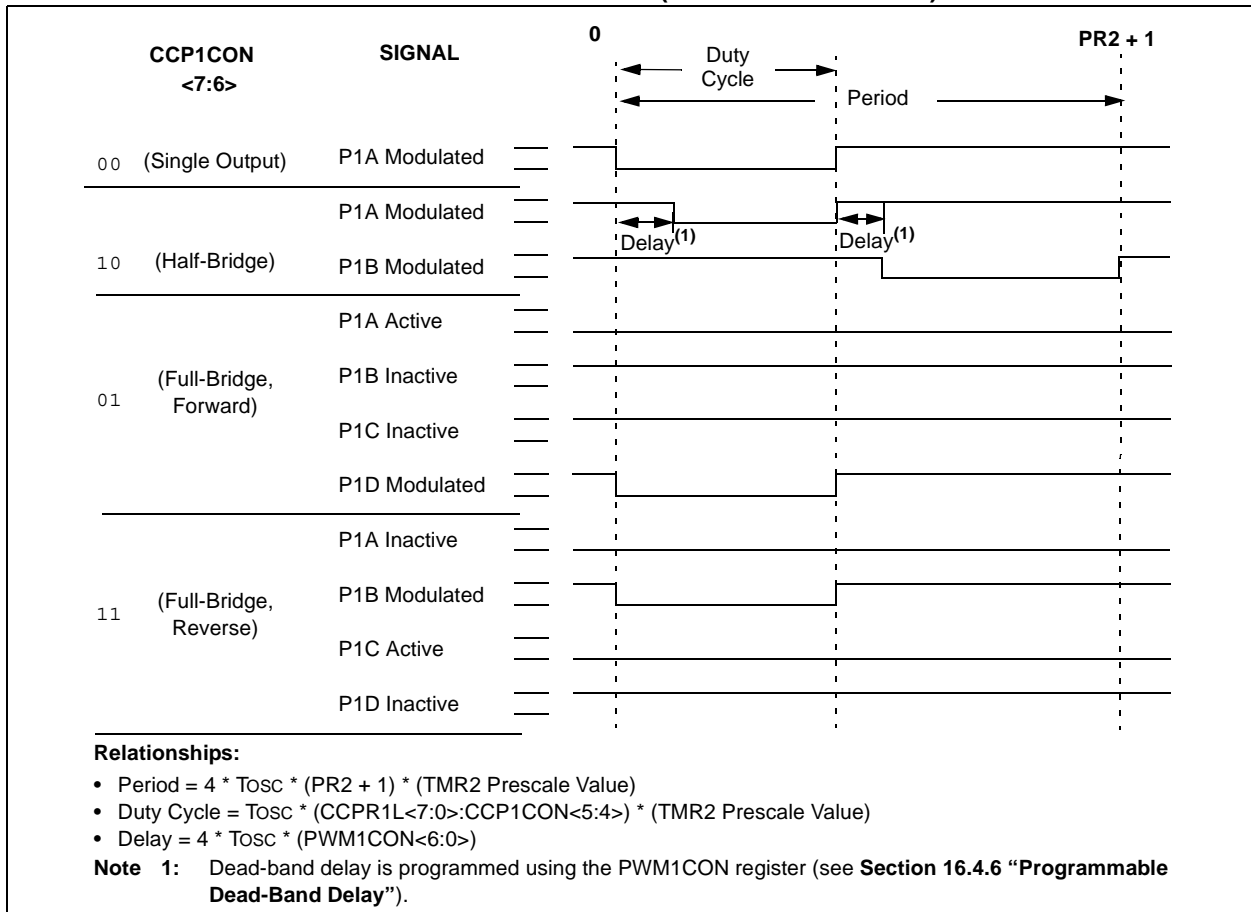 CCP1CON
<7:6>
SIGNAL
0
PR2 + 1
Duty
Cycle
Period
00 (Single Output) P1A Modulated
P1A Modulated
Delay(1)
Delay(1)
10 (Half-Bridge) P1B Modulated
P1A Active
01 (Full-Bridge,
Forward)
P1B Inactive
P1C Inactive
P1D Modulated
P1A Inactive
11 (Full-Bridge,
Reverse)
P1B Modulated
P1C Active
P1D Inactive
Relationships:
• Period = 4 * TOSC * (PR2 + 1) * (TMR2 Prescale Value)
• Duty Cycle = TOSC * (CCPR1L<7:0>:CCP1CON<5:4>) * (TMR2 Prescale Value)
• Delay = 4 * TOSC * (PWM1CON<6:0>)
Note 1: Dead-band delay is programmed using the PWM1CON register (see Section 16.4.6 “Programmable
Dead-Band Delay”).